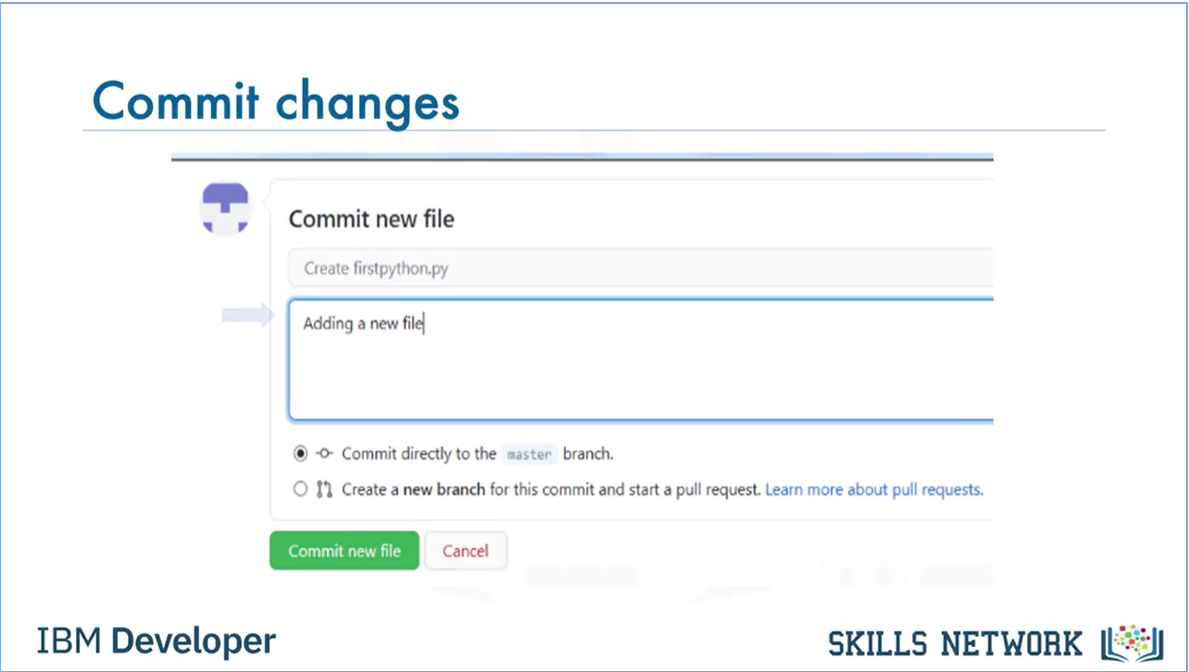 Commit changes
Commit new file
Create firstpython.py
Adding a new file
Commit directly to the master branch.
Create a new branch for this commit and start a pull request. Learn more about pull requests.
Commit new file Cancel
IBM Developer
SKILLS NETWORK